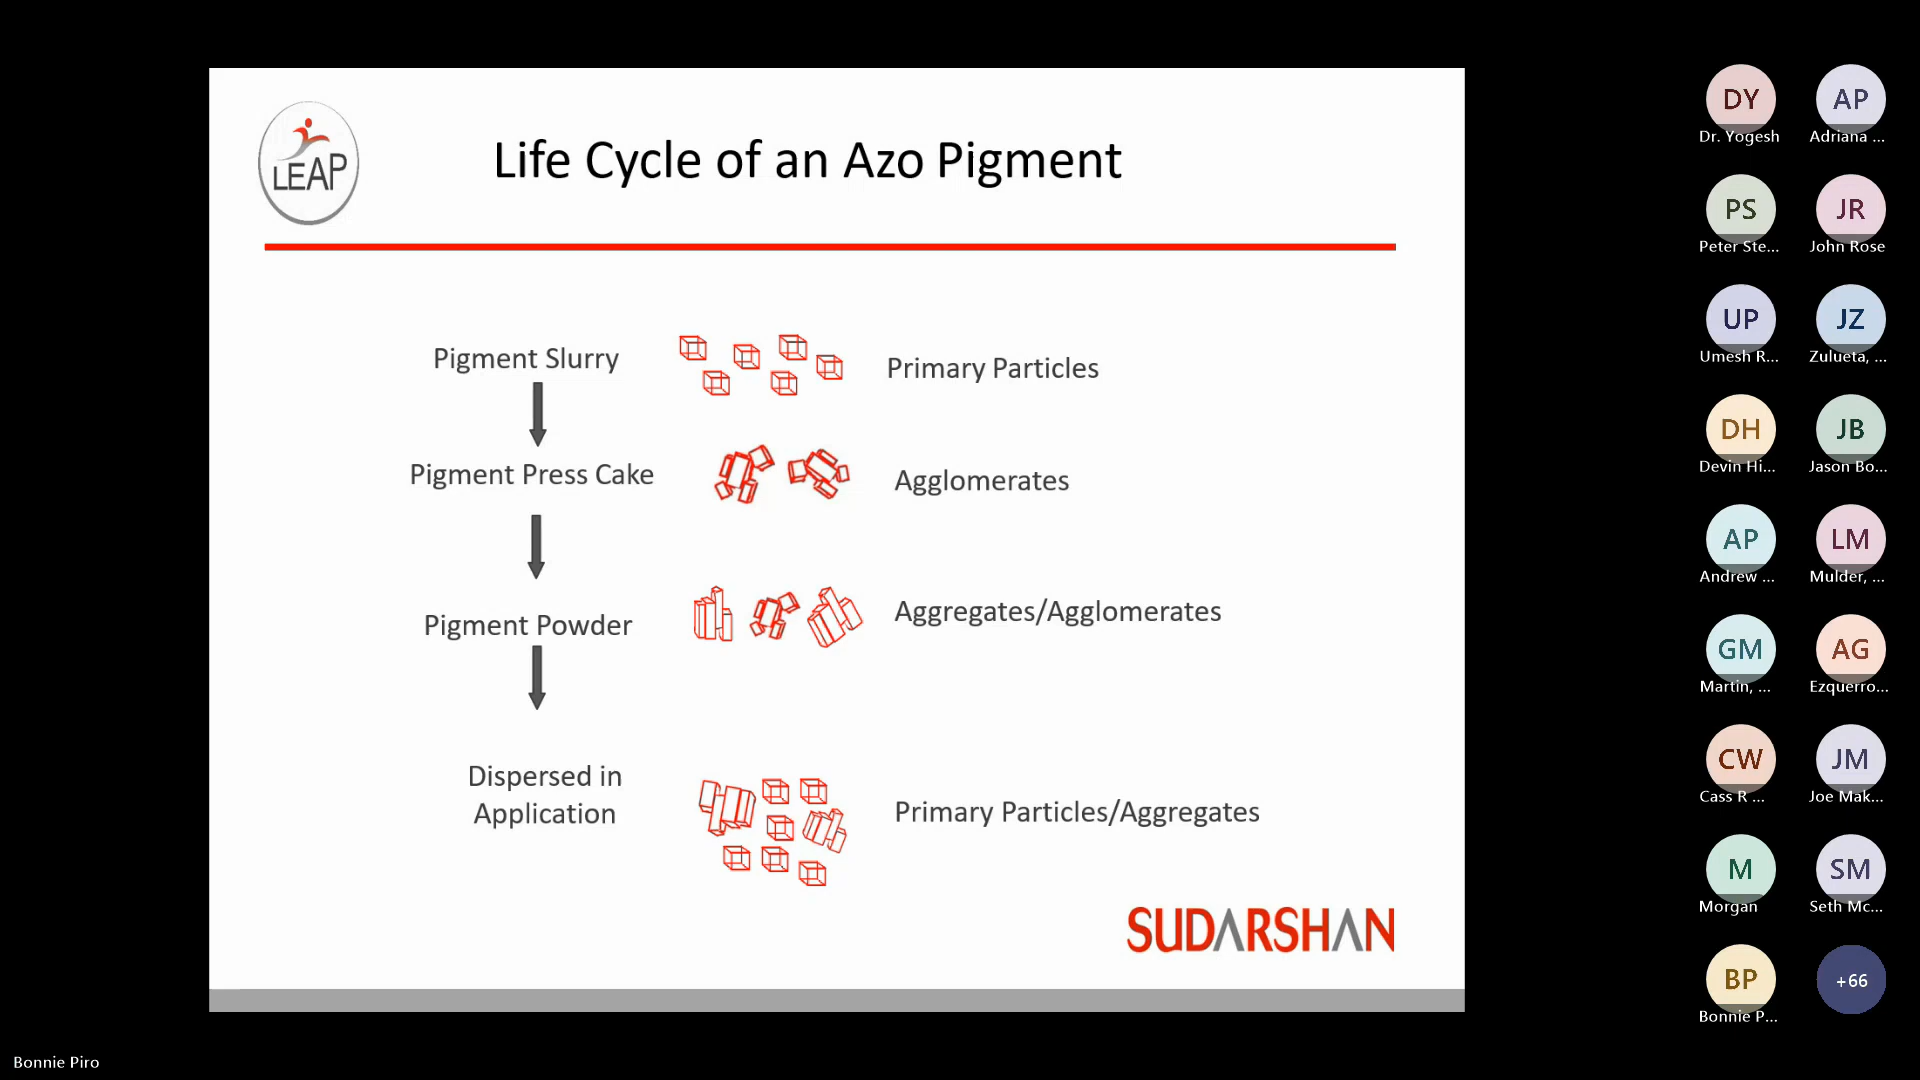 LEAP
Life Cycle of an Azo Pigment
Pigment Slurry
Primary Particles
Pigment Press Cake
Agglomerates
Pigment Powder
Aggregates/Agglomerates
Dispersed in
Application
Primary Particles/Aggregates
SUDARSHAN
DY
Dr. Yogesh
AP
Adriana ...
PS
Peter Ste...
JR
John Rose
UP
Umesh R...
JZ
Zulueta, ...
DH
Devin Hi...
JB
Jason Bo...
AP
Andrew ...
LM
Mulder, ...
GM
Martin, ...
AG
Ezquerro...
CW
Cass R ...
JM
Joe Mak...
M
Morgan
SM
Seth Mc...
BP
Bonnie P...
+66
Bonnie Piro